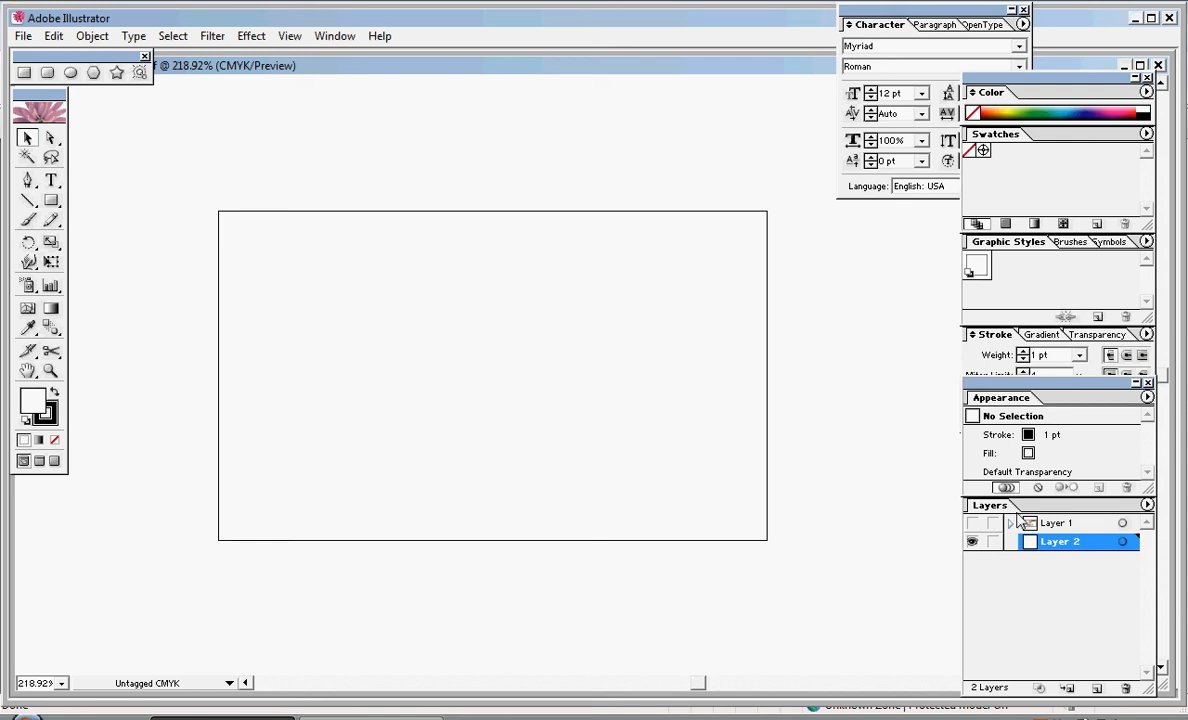 Adobe Illustrator
File Edit Object Type Select Filter Effect View Window Help
@ 218.92% (CMYK/Preview)
Character Paragraph OpenType
Myriad
Roman
12 pt
Auto
100%
0 pt
Language: English: USA
Color
Swatches
Graphic Styles Brushes Symbols
Stroke Gradient Transparency
Weight: 1 pt
Appearance
No Selection
Stroke: 1 pt
Fill:
Default Transparency
Layers
Layer 1
Layer 2
2 Layers
218.92%
Untagged CMYK